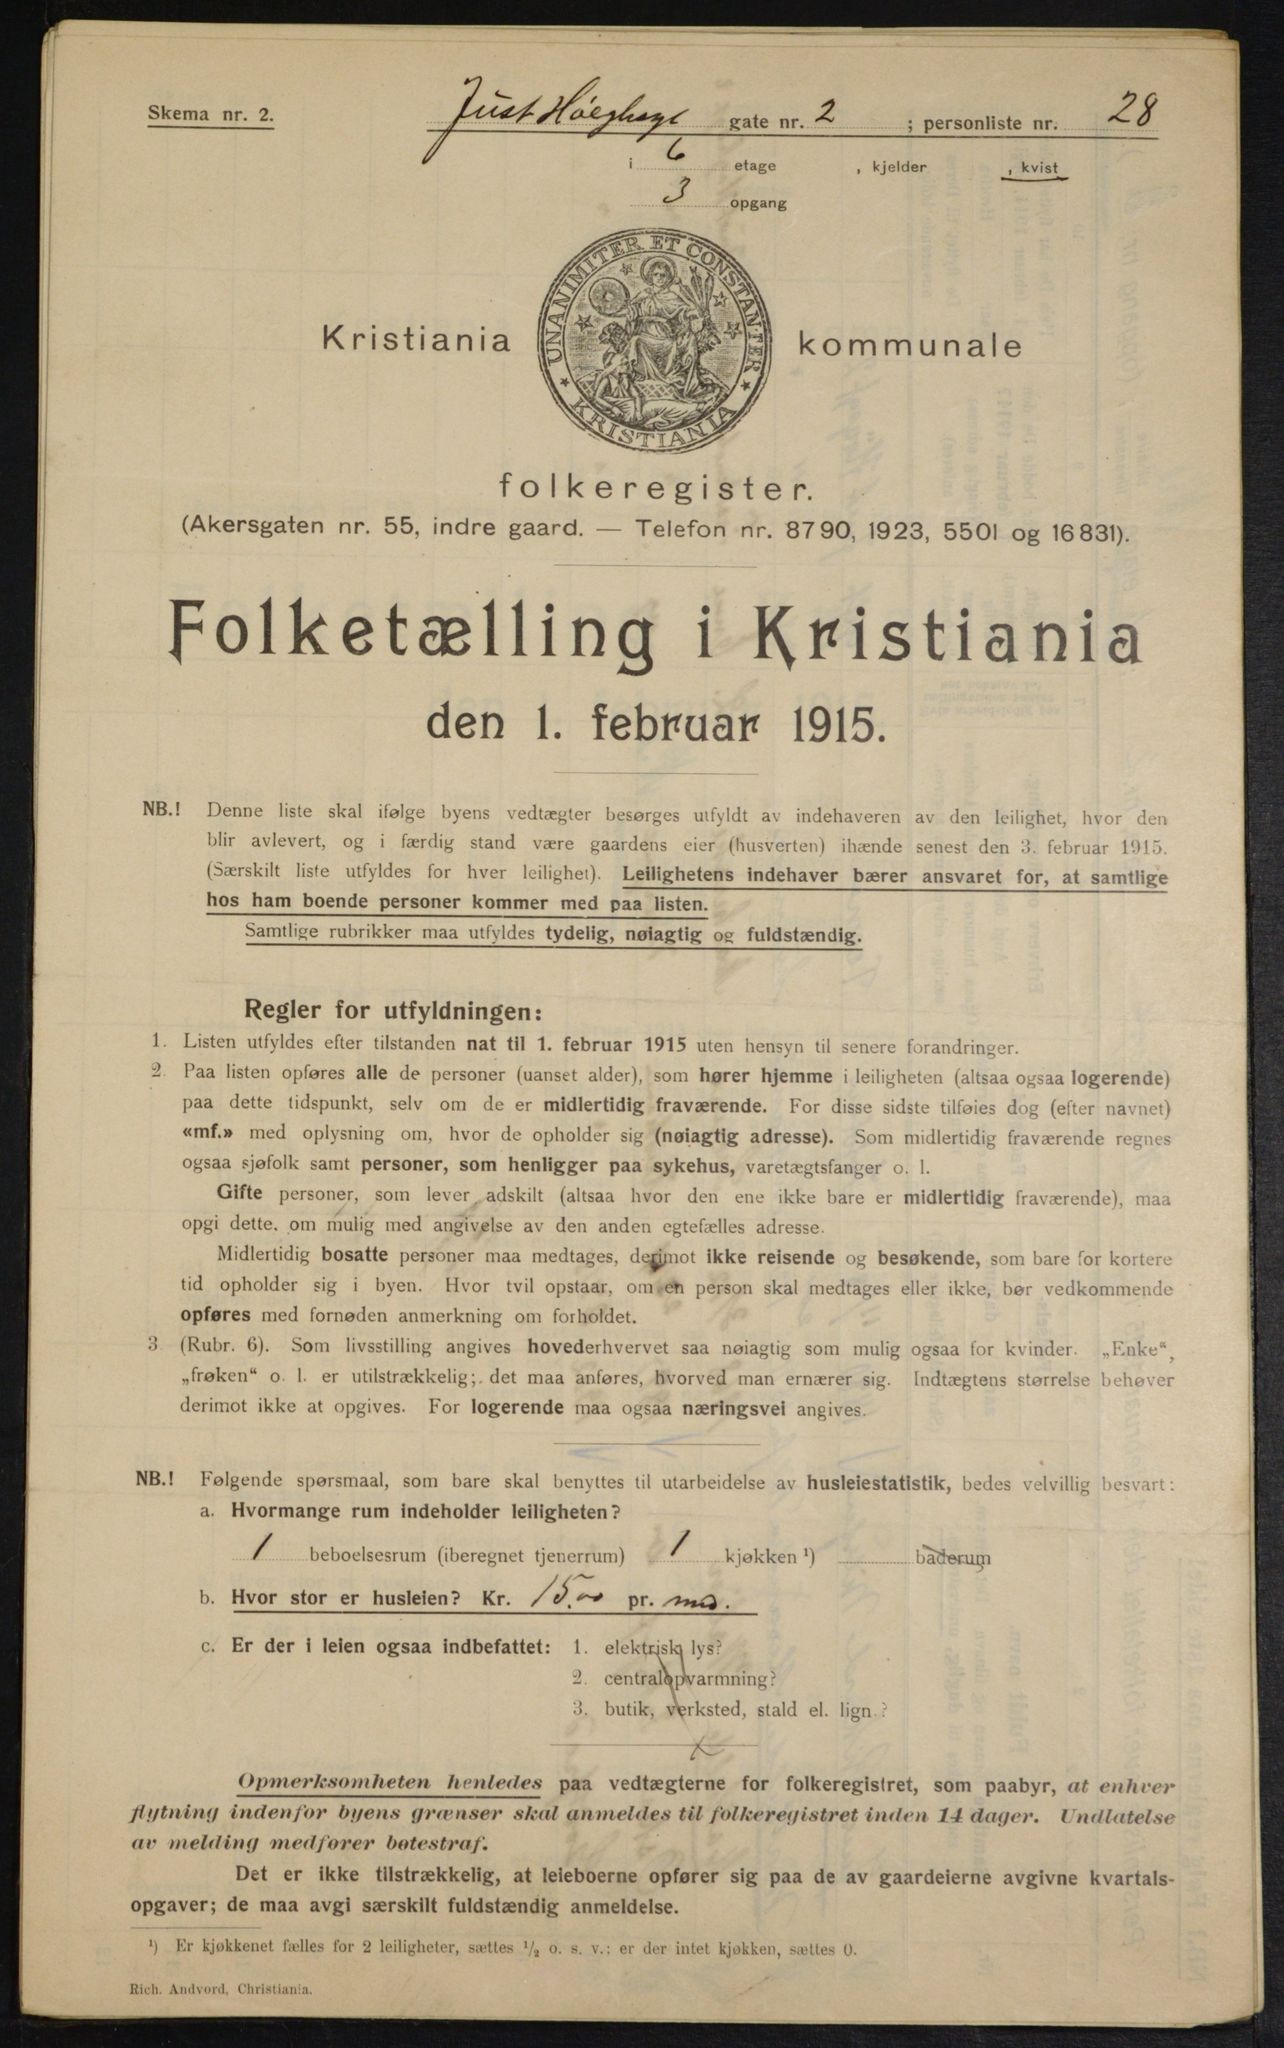 Skema nr. 2.
Just Høeghs gate nr. 2 ; personliste nr. 28
i 6 etage , kjelder , kvist
3 opgang
UNANIMITER ET CONSTANTER
KRISTIANIA
Kristiania kommunale
folkeregister.
(Akersgaten nr. 55, indre gaard. — Telefon nr. 8790, 1923, 5501 og 16831).
Folketælling i Kristiania
den 1. februar 1915.
NB.! Denne liste skal ifølge byens vedtægter besørges utfyldt av indehaveren av den leilighet, hvor den
blir avlevert, og i færdig stand være gaardens eier (husverten) ihænde senest den 3. februar 1915.
(Særskilt liste utfyldes for hver leilighet). Leilighetens indehaver bærer ansvaret for, at samtlige
hos ham boende personer kommer med paa listen.
Samtlige rubrikker maa utfyldes tydelig, nøiagtig og fuldstændig.
Regler for utfyldningen:
1. Listen utfyldes efter tilstanden nat til 1. februar 1915 uten hensyn til senere forandringer.
2. Paa listen opføres alle de personer (uanset alder), som hører hjemme i leiligheten (altsaa ogsaa logerende)
paa dette tidspunkt, selv om de er midlertidig fraværende. For disse sidste tilføies dog (efter navnet)
«mf.» med oplysning om, hvor de opholder sig (nøiagtig adresse). Som midlertidig fraværende regnes
ogsaa sjøfolk samt personer, som henligger paa sykehus, varetægtsfanger o. l.
Gifte personer, som lever adskilt (altsaa hvor den ene ikke bare er midlertidig fraværende), maa
opgi dette, om mulig med angivelse av den anden egtefælles adresse.
Midlertidig bosatte personer maa medtages, derimot ikke reisende og besøkende, som bare for kortere
tid opholder sig i byen. Hvor tvil opstaar, om en person skal medtages eller ikke, bør vedkommende
opføres med fornøden anmerkning om forholdet.
3. (Rubr. 6). Som livsstilling angives hovederhvervet saa nøiagtig som mulig ogsaa for kvinder. „Enke“,
„frøken“ o. l. er utilstrækkelig; det maa anføres, hvorved man ernærer sig. Indtægtens størrelse behøver
derimot ikke at opgives. For logerende maa ogsaa næringsvei angives.
NB.! Følgende spørsmaal, som bare skal benyttes til utarbeidelse av husleiestatistik, bedes velvillig besvart:
a. Hvormange rum indeholder leiligheten?
1 beboelsesrum (iberegnet tjenerrum) 1 kjøkken ¹) baderum
b. Hvor stor er husleien? Kr. 15.00 pr. md.
c. Er der i leien ogsaa indbefattet: 1. elektrisk lys?
2. centralopvarmning?
3. butik, verksted, stald el. lign.?
Opmerksomheten henledes paa vedtægterne for folkeregistret, som paabyr, at enhver
flytning indenfor byens grænser skal anmeldes til folkeregistret inden 14 dager. Undlatelse
av melding medfører bøtestraf.
Det er ikke tilstrækkelig, at leieboerne opfører sig paa de av gaardeierne avgivne kvartals-
opgaver; de maa avgi særskilt fuldstændig anmeldelse.
¹) Er kjøkkenet fælles for 2 leiligheter, sættes ½ o. s. v.; er der intet kjøkken, sættes 0.
Rich. Andvord, Christiania.